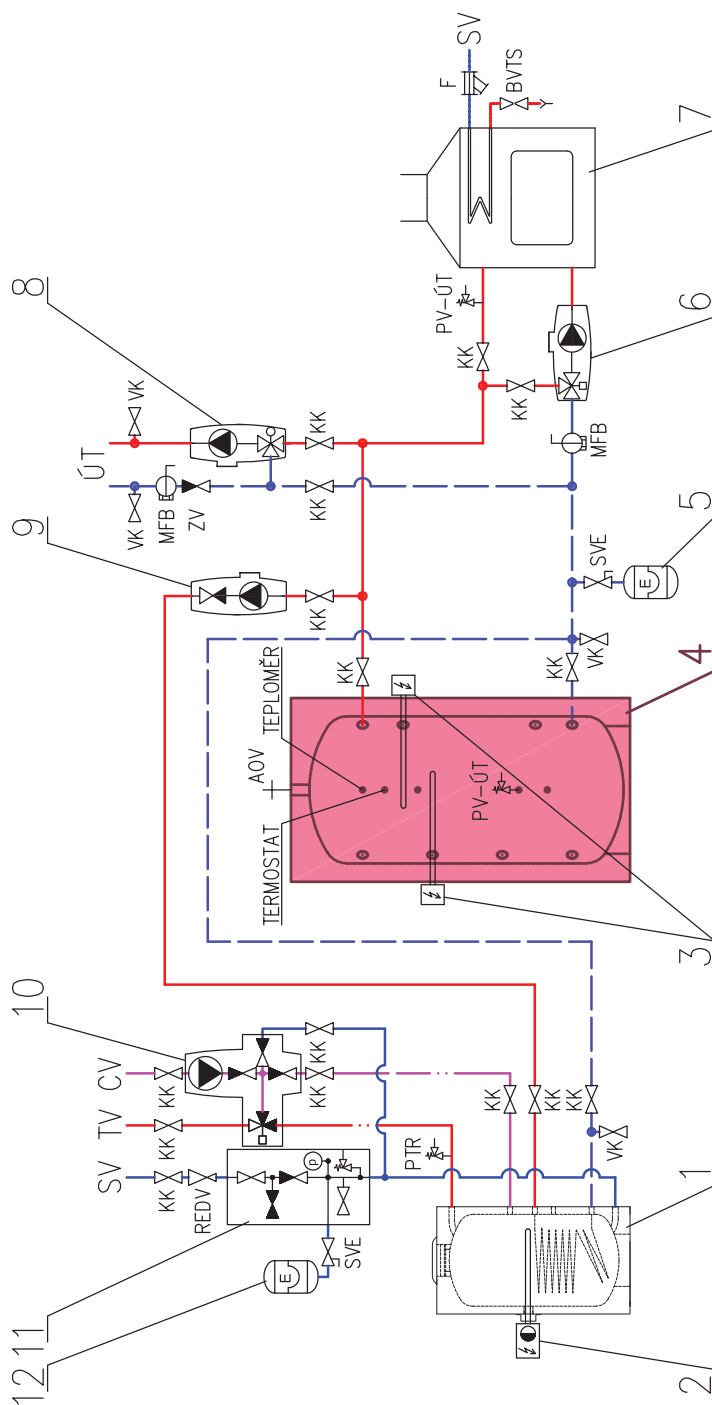 12
11
10
9
8
ÚT
SV
TV
CV
VK
VK
MFB
ZV
KK
KK
KK
REDV
AOV
TEPLOMĚR
TERMOSTAT
E
p
KK
KK
KK
KK
KK
SVE
KK
PTR
PV-ÚT
F
SV
KK
PV-ÚT
KK
KK
KK
KK
BVTS
KK
VK
SVE
MFB
VK
E
2
1
3
4
5
6
7